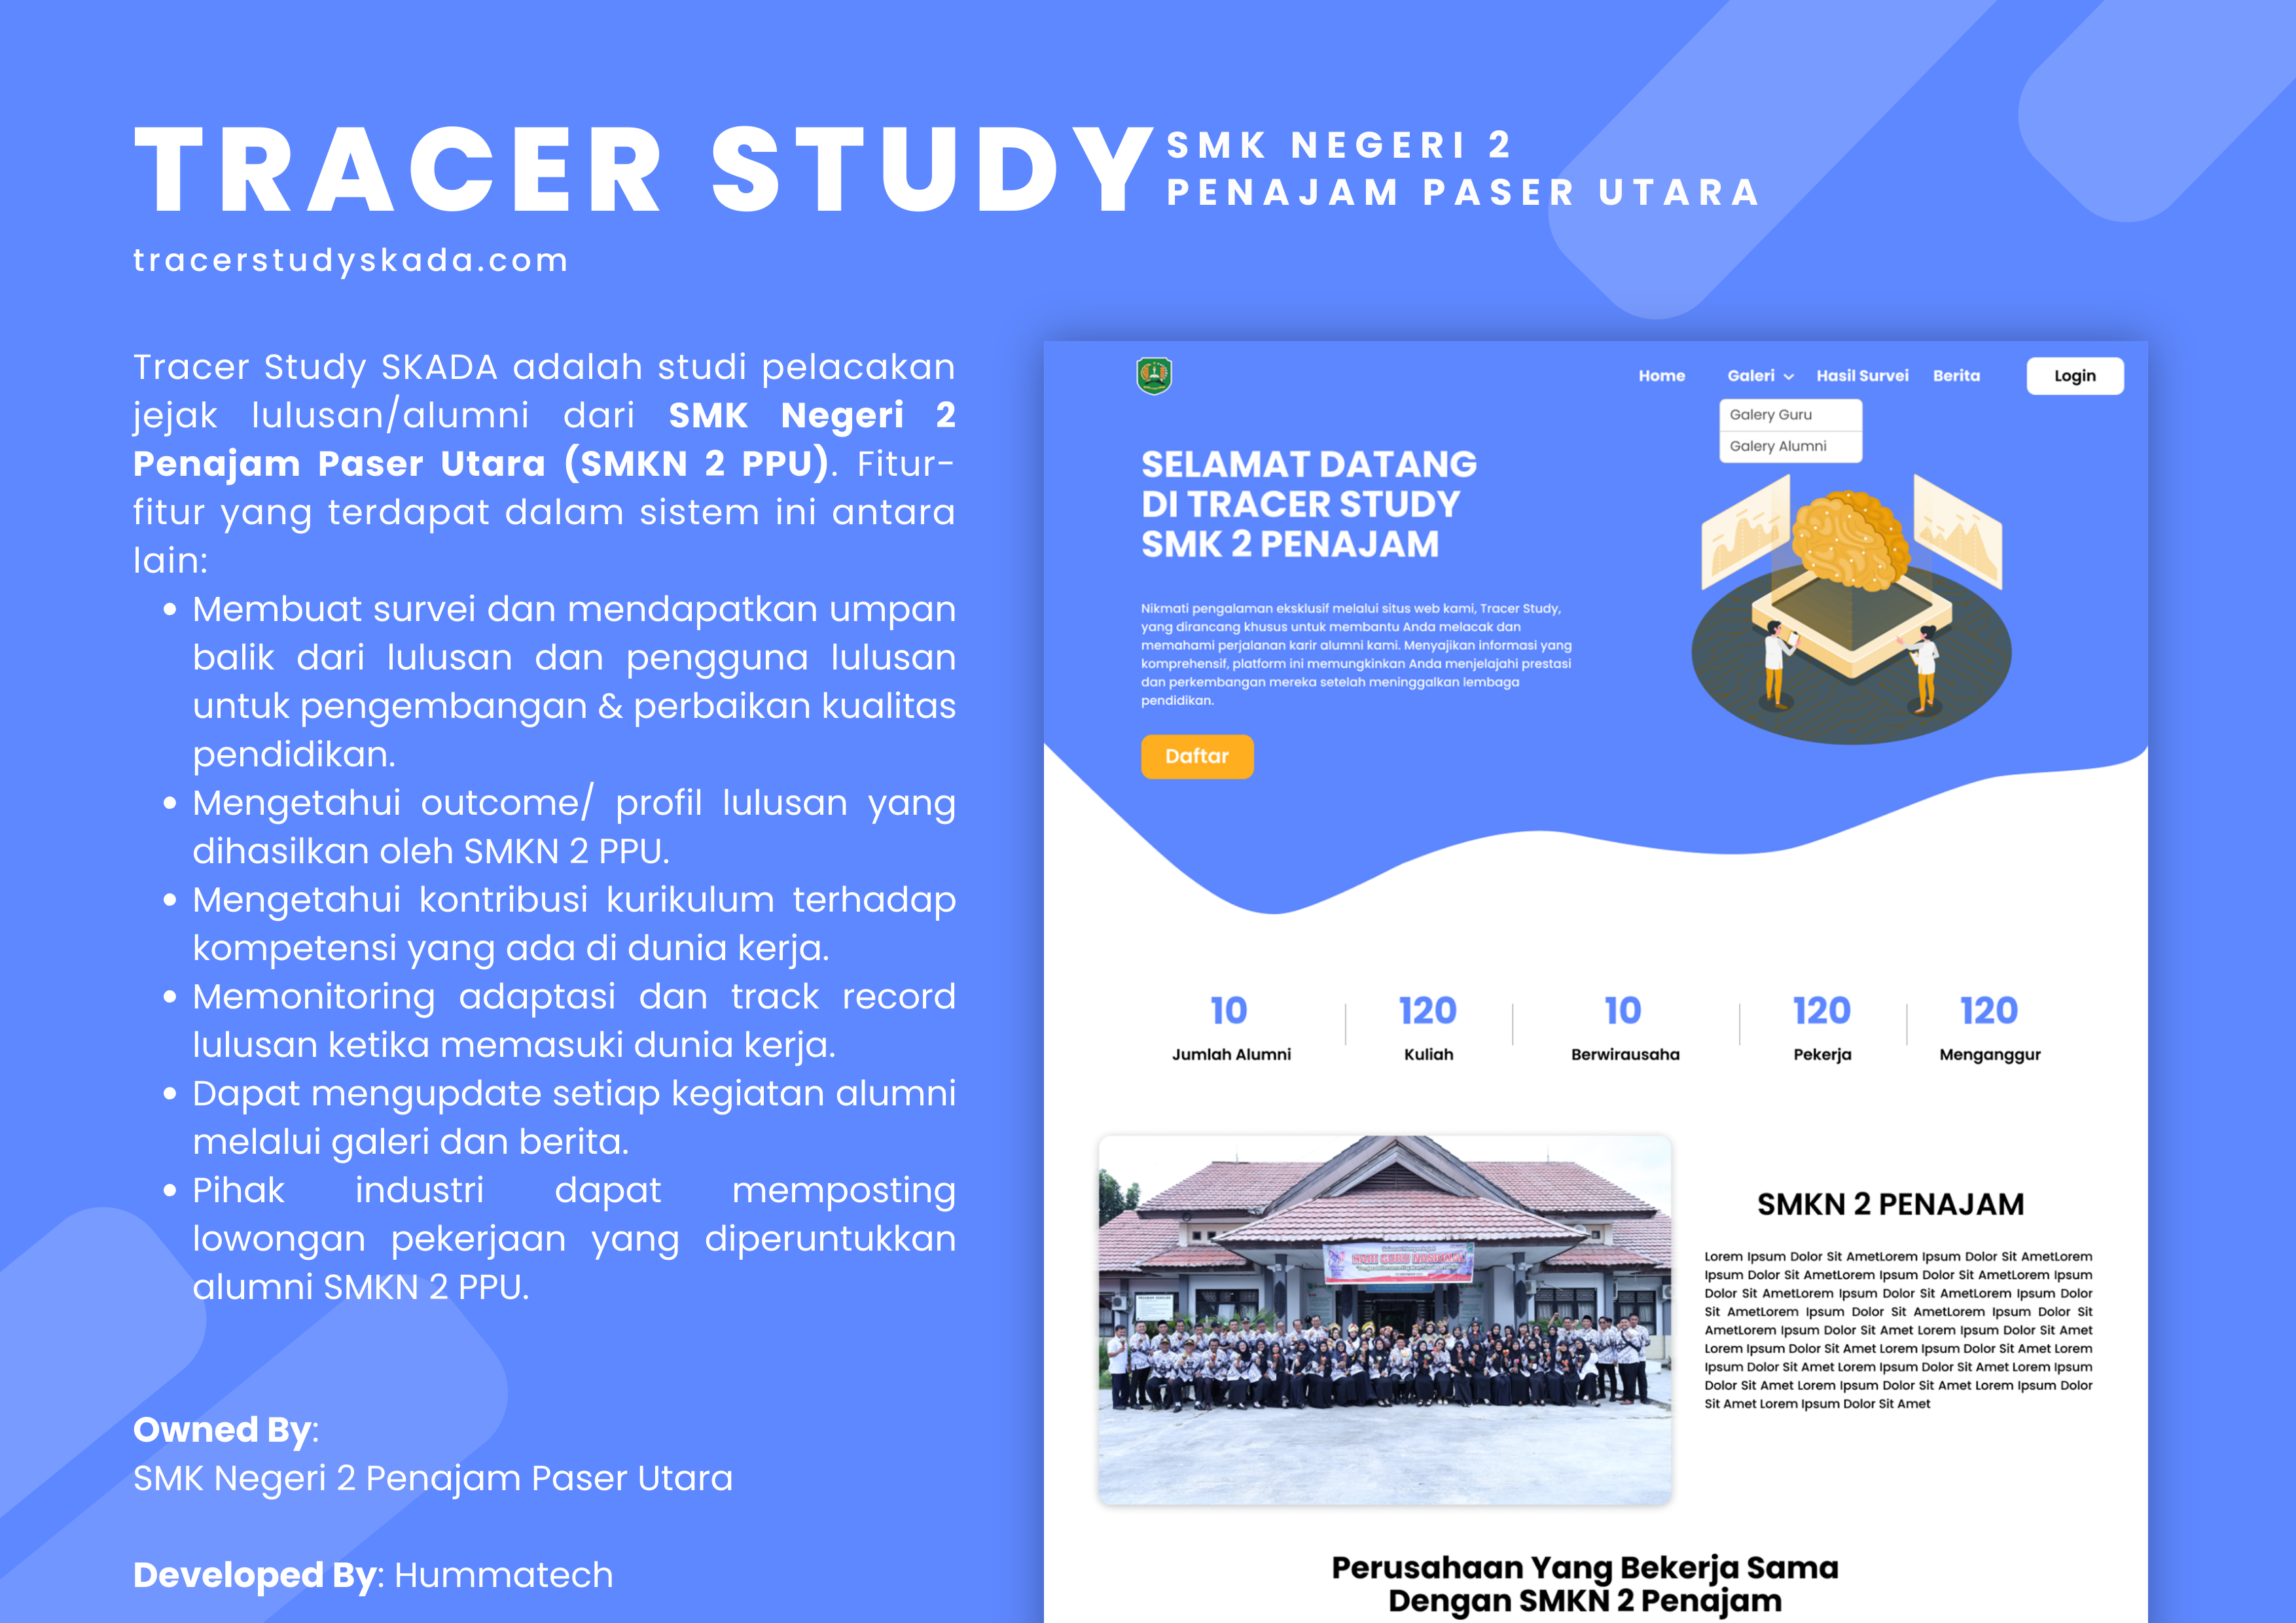 TRACER STUDY
SMK NEGERI 2
PENAJAM PASER UTARA
tracerstudyskada.com
Tracer Study SKADA adalah studi pelacakan
jejak lulusan/alumni dari SMK Negeri 2
Penajam Paser Utara (SMKN 2 PPU). Fitur-
fitur yang terdapat dalam sistem ini antara
lain:
• Membuat survei dan mendapatkan umpan
balik dari lulusan dan pengguna lulusan
untuk pengembangan & perbaikan kualitas
pendidikan.
• Mengetahui outcome/ profil lulusan yang
dihasilkan oleh SMKN 2 PPU.
• Mengetahui kontribusi kurikulum terhadap
kompetensi yang ada di dunia kerja.
• Memonitoring adaptasi dan track record
lulusan ketika memasuki dunia kerja.
• Dapat mengupdate setiap kegiatan alumni
melalui galeri dan berita.
• Pihak industri dapat memposting
lowongan pekerjaan yang diperuntukkan
alumni SMKN 2 PPU.
Owned By:
SMK Negeri 2 Penajam Paser Utara
Developed By: Hummatech
Home Galeri Hasil Survei Berita Login
Galery Guru
Galery Alumni
SELAMAT DATANG
DI TRACER STUDY
SMK 2 PENAJAM
Nikmati pengalaman eksklusif melalui situs web kami, Tracer Study,
yang dirancang khusus untuk membantu Anda melacak dan
memahami perjalanan karir alumni kami. Menyajikan informasi yang
komprehensif, platform ini memungkinkan Anda menjelajahi prestasi
dan perkembangan mereka setelah meninggalkan lembaga
pendidikan.
Daftar
10 120 10 120 120
Jumlah Alumni Kuliah Berwirausaha Pekerja Menganggur
HARI GURU NASIONAL
SMKN 2 PENAJAM
Lorem Ipsum Dolor Sit AmetLorem Ipsum Dolor Sit AmetLorem
Ipsum Dolor Sit AmetLorem Ipsum Dolor Sit AmetLorem Ipsum
Dolor Sit AmetLorem Ipsum Dolor Sit AmetLorem Ipsum Dolor
Sit AmetLorem Ipsum Dolor Sit AmetLorem Ipsum Dolor Sit
AmetLorem Ipsum Dolor Sit Amet Lorem Ipsum Dolor Sit Amet
Lorem Ipsum Dolor Sit Amet Lorem Ipsum Dolor Sit Amet Lorem
Ipsum Dolor Sit Amet Lorem Ipsum Dolor Sit Amet Lorem Ipsum
Dolor Sit Amet Lorem Ipsum Dolor Sit Amet Lorem Ipsum Dolor
Sit Amet Lorem Ipsum Dolor Sit Amet
Perusahaan Yang Bekerja Sama
Dengan SMKN 2 Penajam